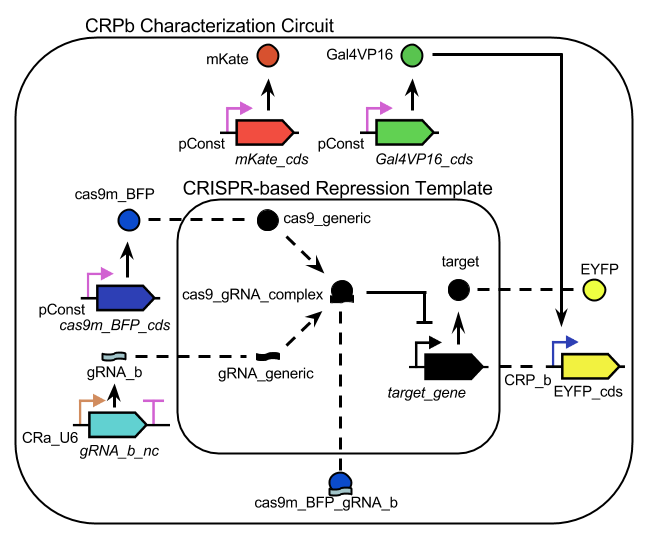 CRPb Characterization Circuit
mKate
Gal4VP16
pConst
mKate_cds
pConst
Gal4VP16_cds
CRISPR-based Repression Template
cas9m_BFP
cas9_generic
target
EYFP
cas9_gRNA_complex
pConst
cas9m_BFP_cds
gRNA_b
gRNA_generic
target_gene
CRP_b
EYFP_cds
CRa_U6
gRNA_b_nc
cas9m_BFP_gRNA_b